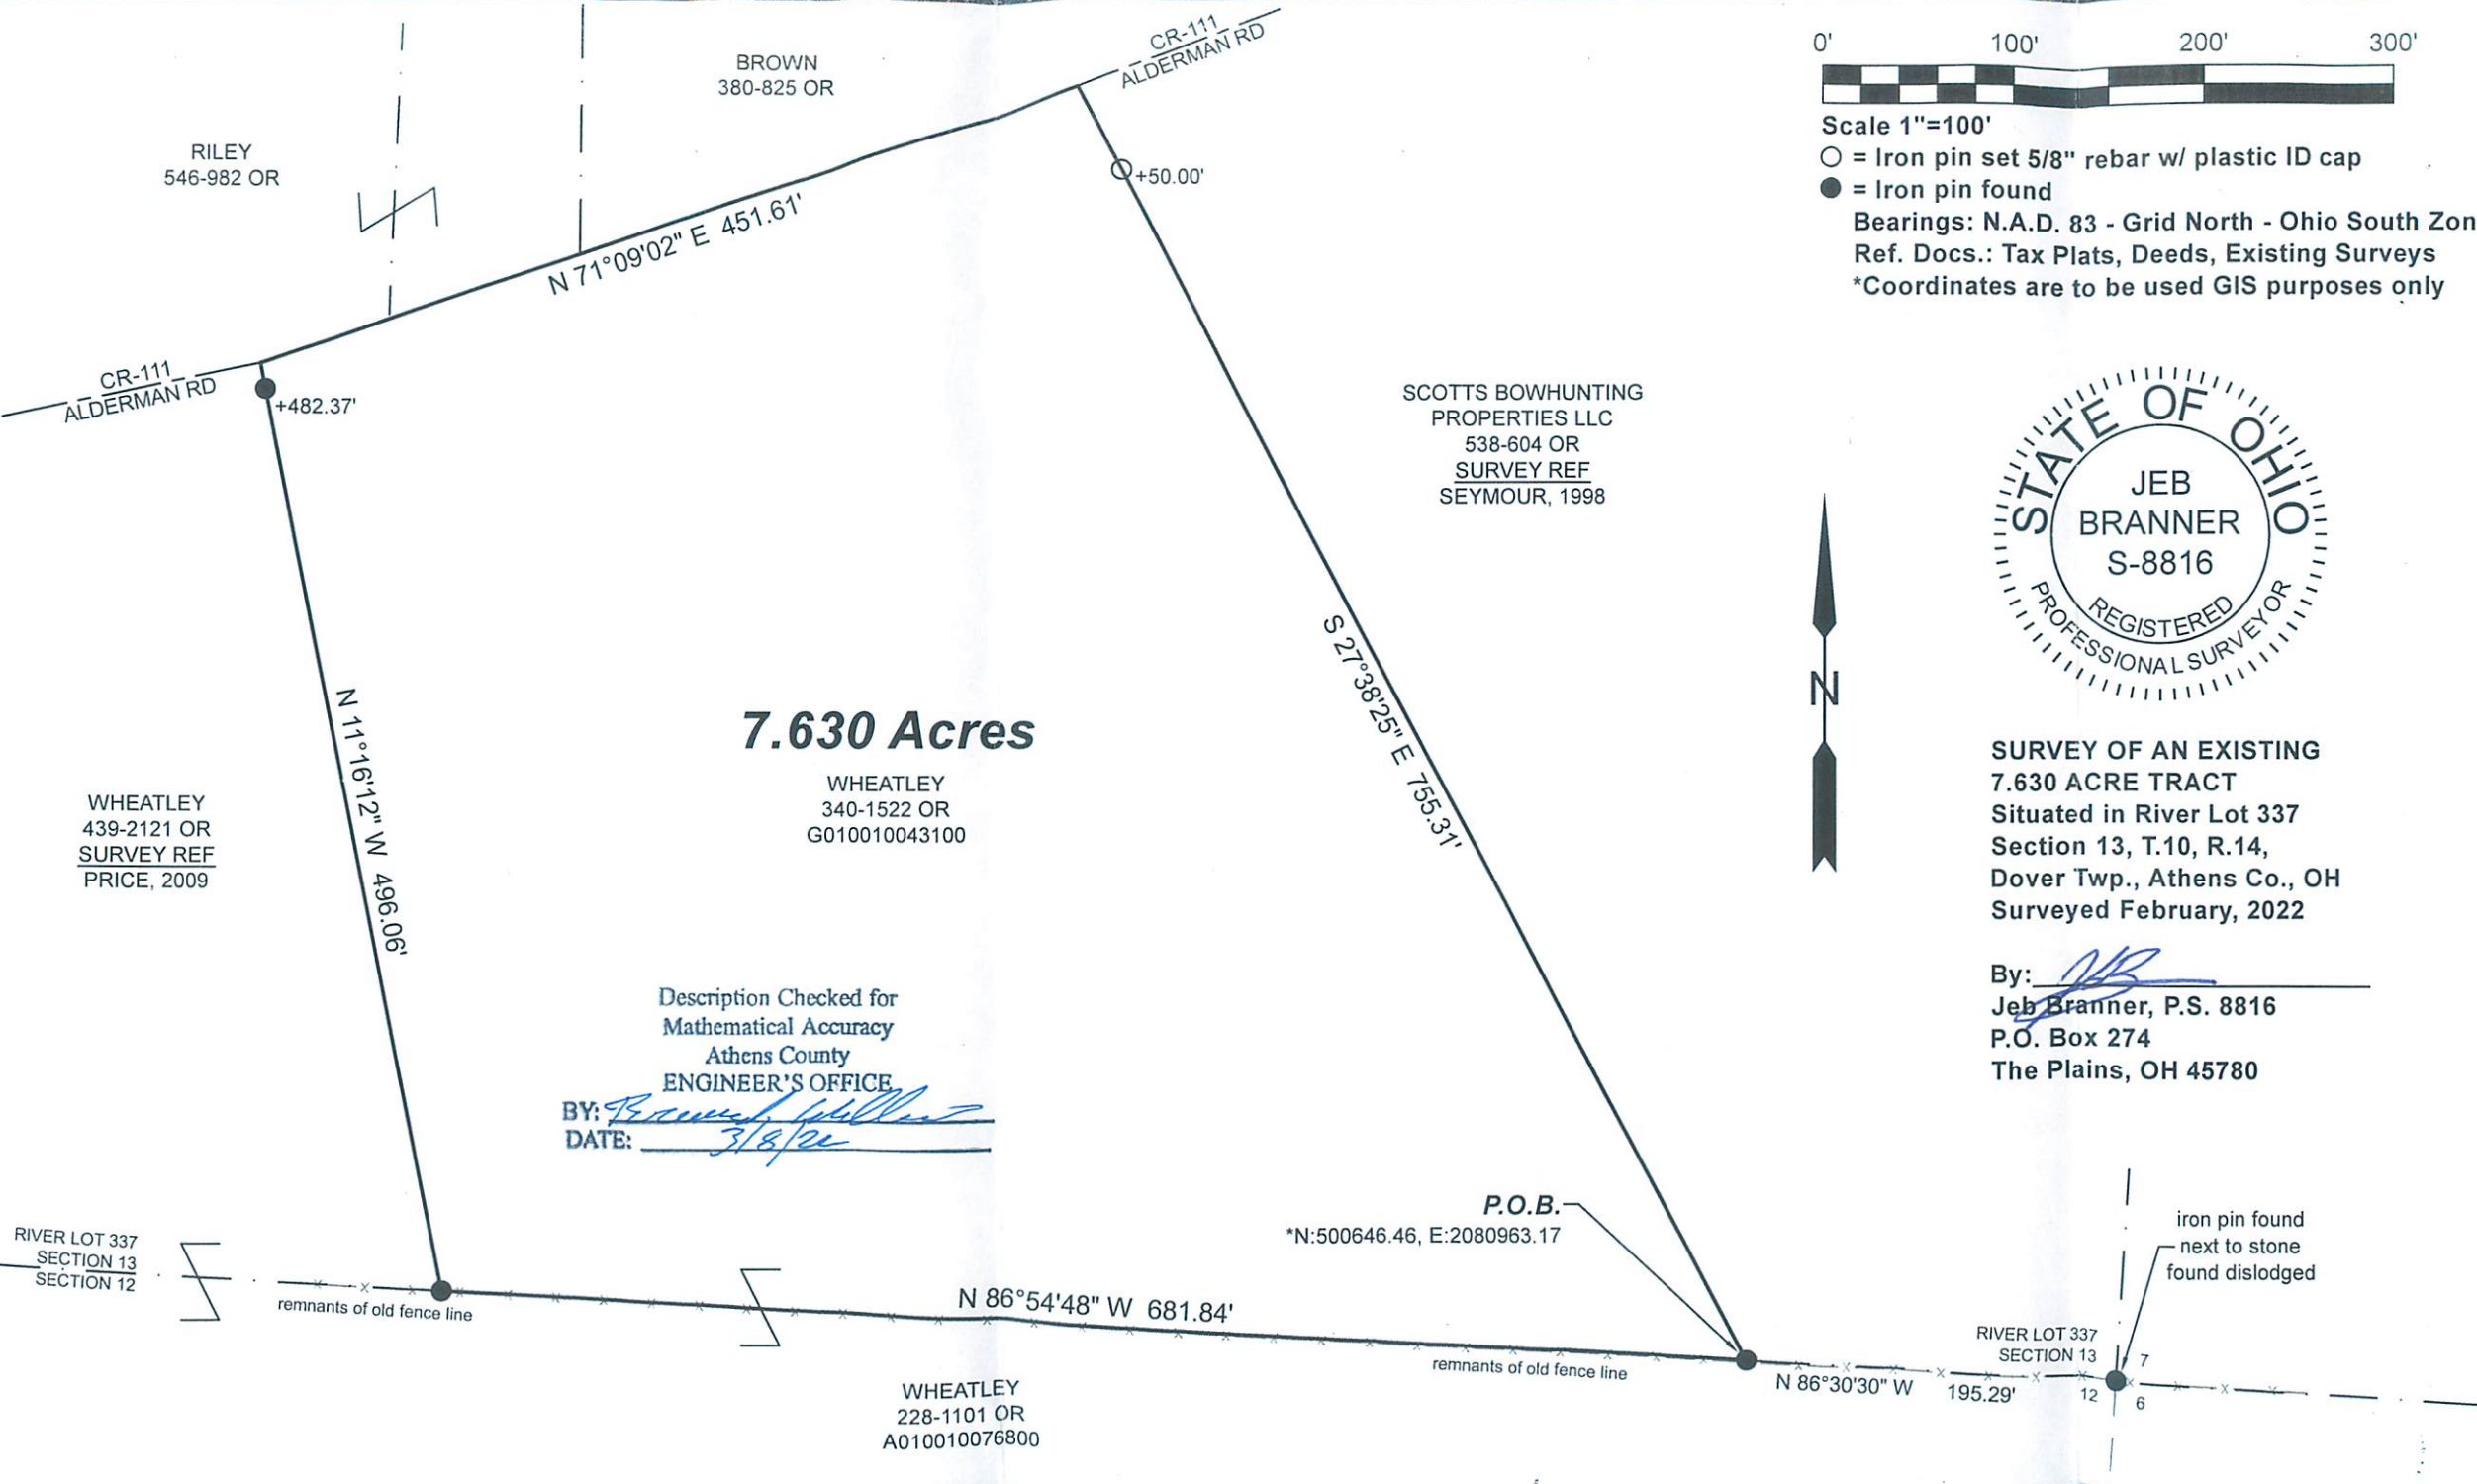 CR-111
ALDERMAN RD
BROWN
380-825 OR
RILEY
546-982 OR
0' 100' 200' 300'
Scale 1"=100'
= Iron pin set 5/8" rebar w/ plastic ID cap
= Iron pin found
Bearings: N.A.D. 83 - Grid North - Ohio South Zon
Ref. Docs.: Tax Plats, Deeds, Existing Surveys
*Coordinates are to be used GIS purposes only
+50.00'
N 71°09'02" E 451.61'
CR-111
ALDERMAN RD
+482.37'
SCOTTS BOWHUNTING
PROPERTIES LLC
538-604 OR
SURVEY REF
SEYMOUR, 1998
STATE OF OHIO
JEB
BRANNER
S-8816
REGISTERED
PROFESSIONAL SURVEYOR
N
S 27°38'25" E 755.31'
N 11°16'12" W 496.06'
7.630 Acres
WHEATLEY
340-1522 OR
G010010043100
WHEATLEY
439-2121 OR
SURVEY REF
PRICE, 2009
SURVEY OF AN EXISTING
7.630 ACRE TRACT
Situated in River Lot 337
Section 13, T.10, R.14,
Dover Twp., Athens Co., OH
Surveyed February, 2022
By:
Jeb Branner, P.S. 8816
P.O. Box 274
The Plains, OH 45780
Description Checked for
Mathematical Accuracy
Athens County
ENGINEER'S OFFICE
BY:
DATE: 3/8/22
P.O.B.
*N:500646.46, E:2080963.17
iron pin found
next to stone
found dislodged
RIVER LOT 337
SECTION 13
SECTION 12
remnants of old fence line
N 86°54'48" W 681.84'
remnants of old fence line
RIVER LOT 337
SECTION 13
7
N 86°30'30" W 195.29'
12
6
WHEATLEY
228-1101 OR
A010010076800